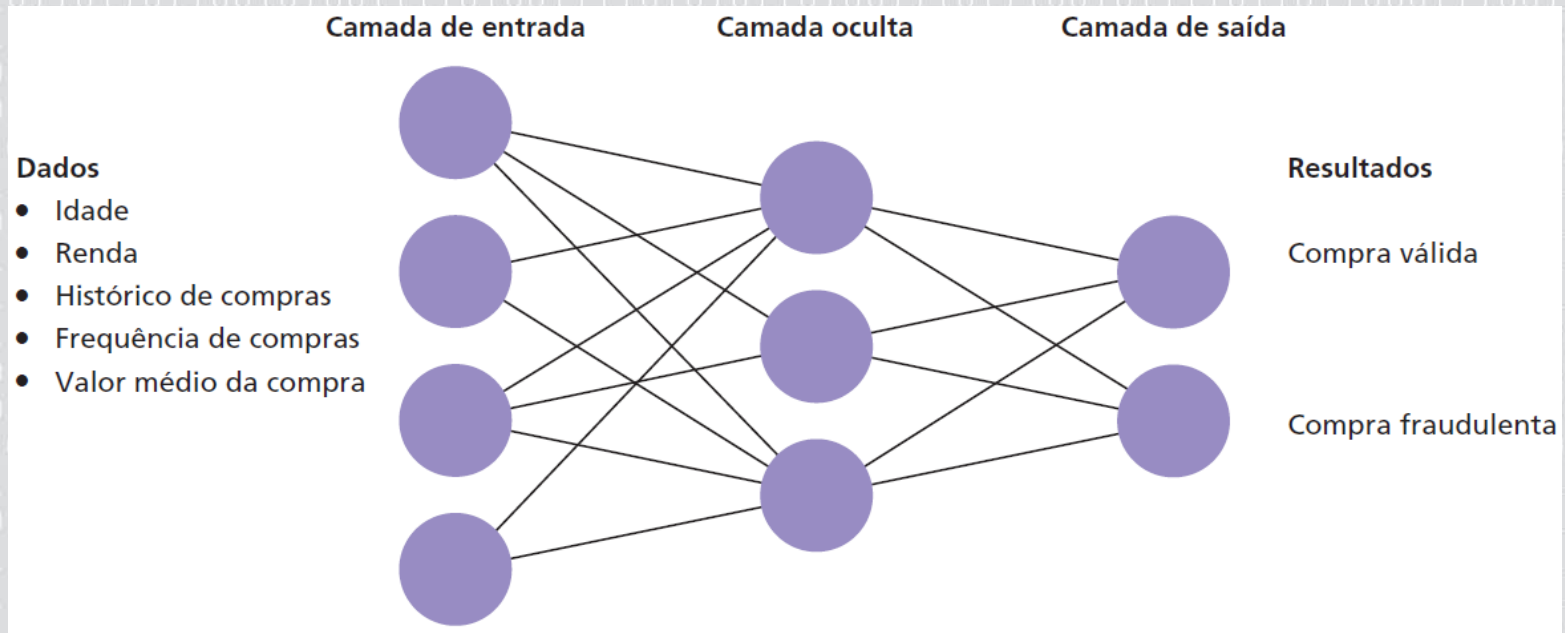 Camada de entrada
Camada oculta
Camada de saída
Dados
• Idade
• Renda
• Histórico de compras
• Frequência de compras
• Valor médio da compra
Resultados
Compra válida
Compra fraudulenta